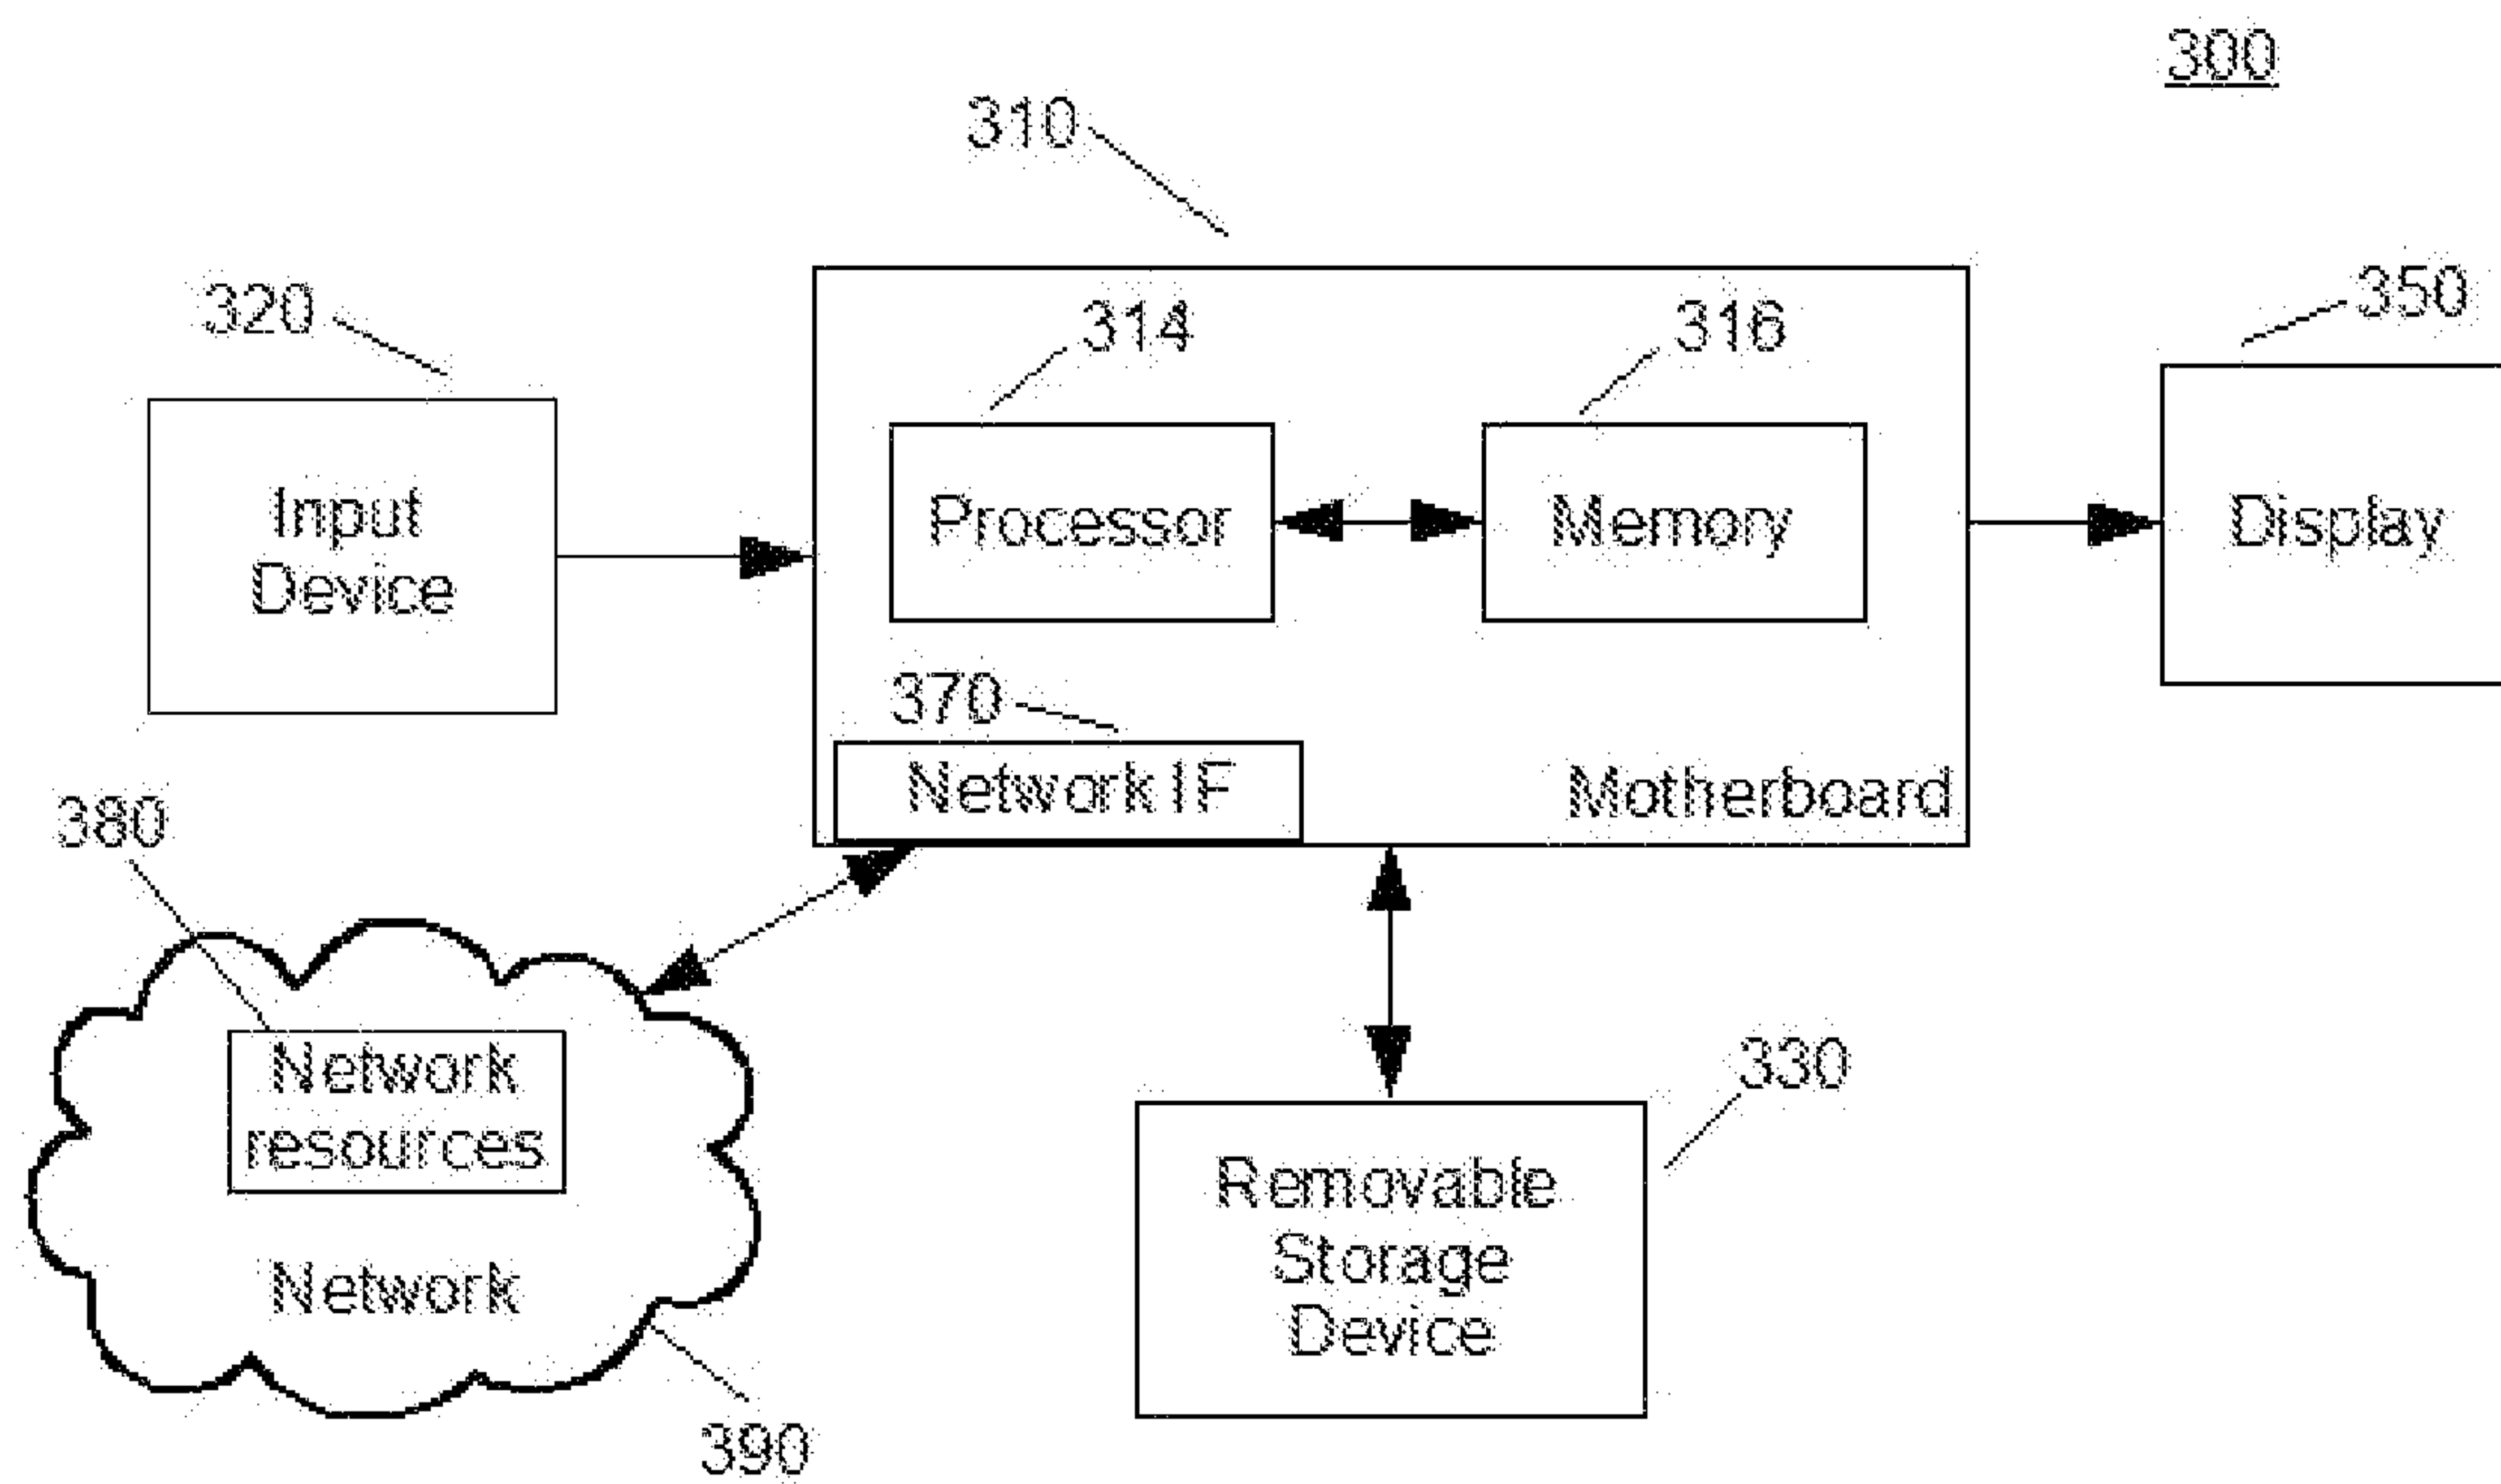 300
310
320
314
316
350
Input
Device
Processor
Memory
Display
370
Network IF
Motherboard
380
Network
resources
Network
390
330
Removable
Storage
Device